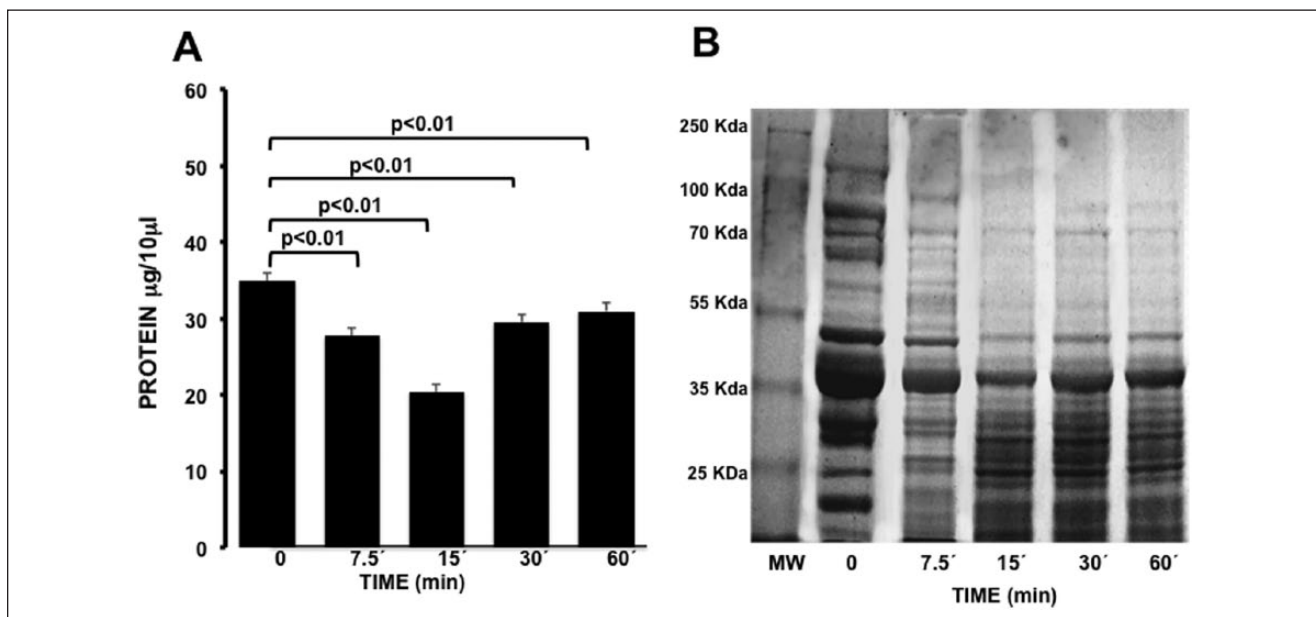 A
PROTEIN μg/10μl
60
50
40
30
20
10
0
p<0.01
p<0.01
p<0.01
p<0.01
0 7.5´ 15´ 30´ 60´
TIME (min)
B
250 Kda
100 Kda
70 Kda
55 Kda
35 Kda
25 KDa
MW 0 7.5´ 15´ 30´ 60´
TIME (min)